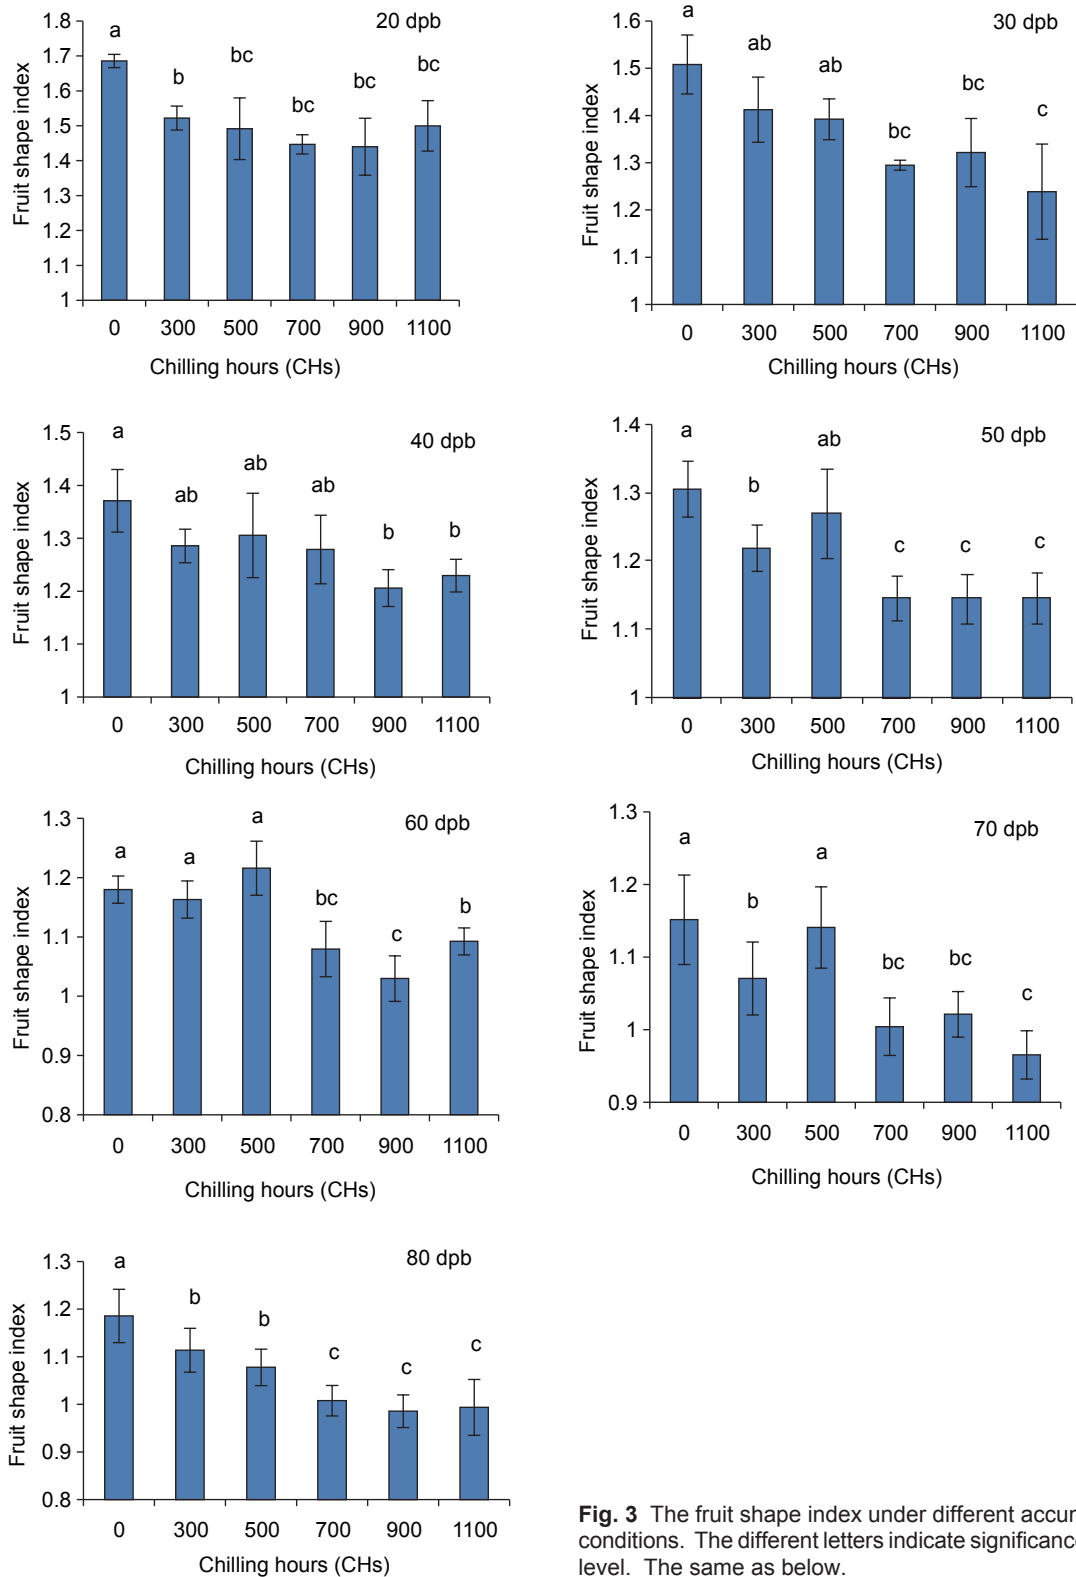 20 dpb
Fruit shape index
1.8
1.7
1.6
1.5
1.4
1.3
1.2
1.1
1
a
b
bc
bc
bc
bc
0 300 500 700 900 1100
Chilling hours (CHs)
30 dpb
Fruit shape index
1.6
1.5
1.4
1.3
1.2
1.1
1
a
ab
ab
bc
bc
c
0 300 500 700 900 1100
Chilling hours (CHs)
40 dpb
Fruit shape index
1.5
1.4
1.3
1.2
1.1
1
a
ab
ab
ab
b
b
0 300 500 700 900 1100
Chilling hours (CHs)
50 dpb
Fruit shape index
1.4
1.3
1.2
1.1
1
a
b
ab
c
c
c
0 300 500 700 900 1100
Chilling hours (CHs)
60 dpb
Fruit shape index
1.3
1.2
1.1
1
0.9
0.8
a
a
a
bc
c
b
0 300 500 700 900 1100
Chilling hours (CHs)
70 dpb
Fruit shape index
1.3
1.2
1.1
1
0.9
a
b
a
bc
bc
c
0 300 500 700 900 1100
Chilling hours (CHs)
80 dpb
Fruit shape index
1.3
1.2
1.1
1
0.9
0.8
a
b
b
c
c
c
0 300 500 700 900 1100
Chilling hours (CHs)
Fig. 3 The fruit shape index under different
conditions. The different letters indicate
level. The same as below.